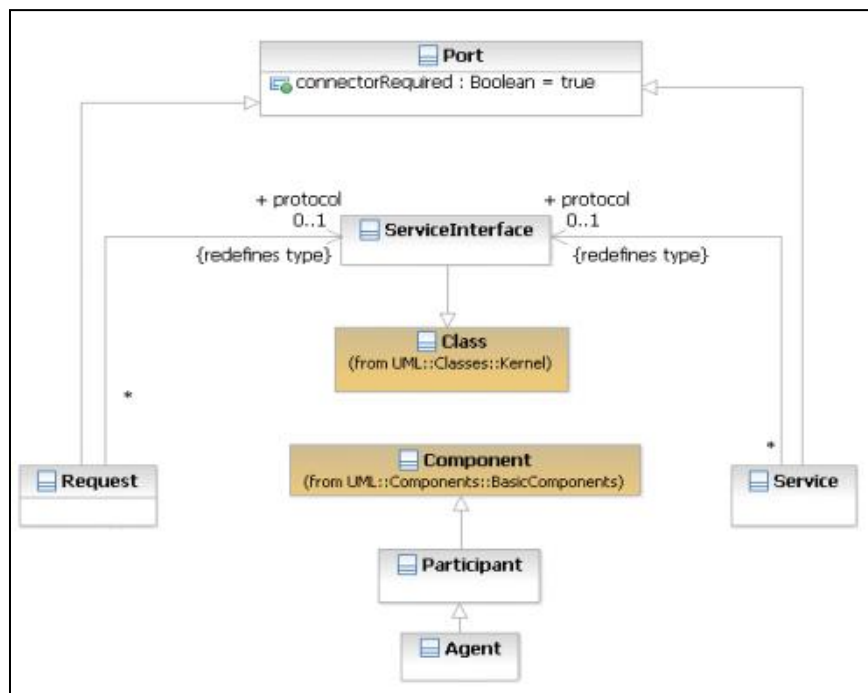 Port
connectorRequired : Boolean = true
+ protocol
0..1
{redefines type}
ServiceInterface
+ protocol
0..1
{redefines type}
Class
(from UML::Classes::Kernel)
*
*
Request
Component
(from UML::Components::BasicComponents)
Service
Participant
Agent